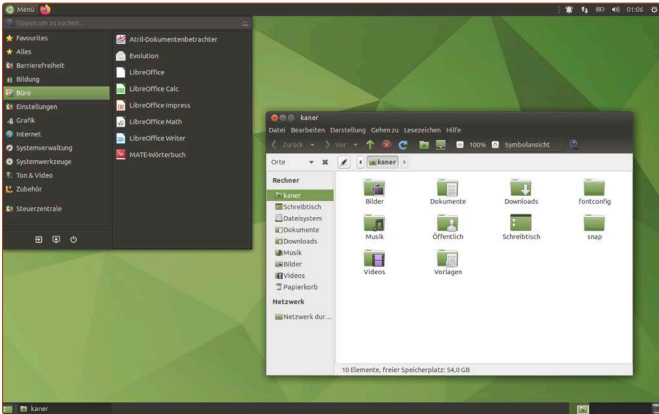 Menü
01:06
Tippen um zu suchen...
Favourites
Alles
Barrierefreiheit
Bildung
Büro
Einstellungen
Grafik
Internet
Systemverwaltung
Systemwerkzeuge
Ton & Video
Zubehör
Steuerzentrale
Atril-Dokumentenbetrachter
Evolution
LibreOffice
LibreOffice Calc
LibreOffice Impress
LibreOffice Math
LibreOffice Writer
MATE-Wörterbuch
kaner
Datei Bearbeiten Darstellung Gehen zu Lesezeichen Hilfe
Zurück Vor 100% Symbolansicht
Orte kaner
Rechner
kaner
Schreibtisch
Dateisystem
Dokumente
Downloads
Musik
Bilder
Videos
Papierkorb
Netzwerk
Netzwerk dur...
Bilder Dokumente Downloads fontconfig
Musik Öffentlich Schreibtisch snap
Videos Vorlagen
10 Elemente, freier Speicherplatz: 54,0 GB
kaner